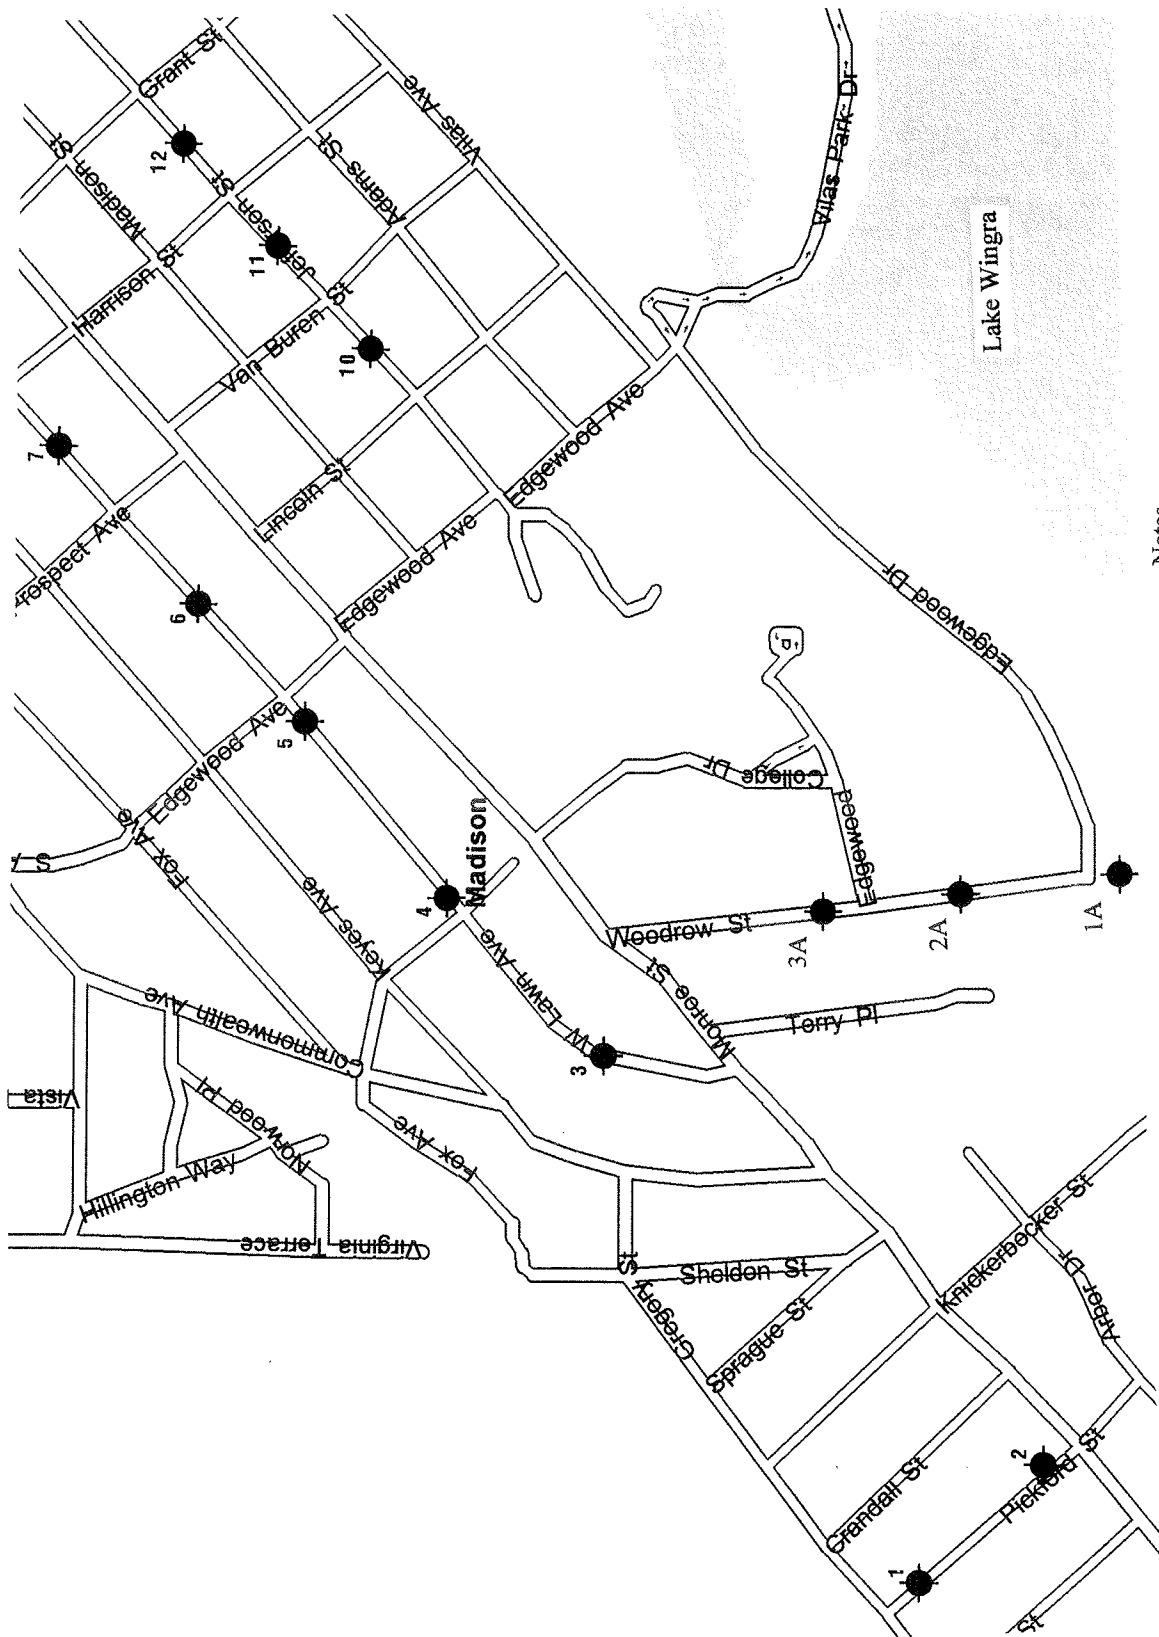 Grant St
12
Madison St
Jefferson St
Adams St
Vilas Ave
Harrison St
11
Van Buren St
10
7
Prospect Ave
Lincoln St
Edgewood Ave
Edgewood Ave
Vilas Park Dr
Lake Wingra
6
Edgewood Ave
5
Edgewood Dr
Fox Ave
Keyes Ave
4
Madison
College Dr
Edgewood
Woodrow St
3A
2A
1A
W Lawn Ave
3
Monroe St
Terry Pl
Commonwealth Ave
Vista
Norwood Pl
Hillington Way
Virginia Terrace
Fox Ave
Gregory St
Sheldon St
Sprague St
Knickerbocker St
Arbor Dr
Crandall St
Pickford St
2
1
St